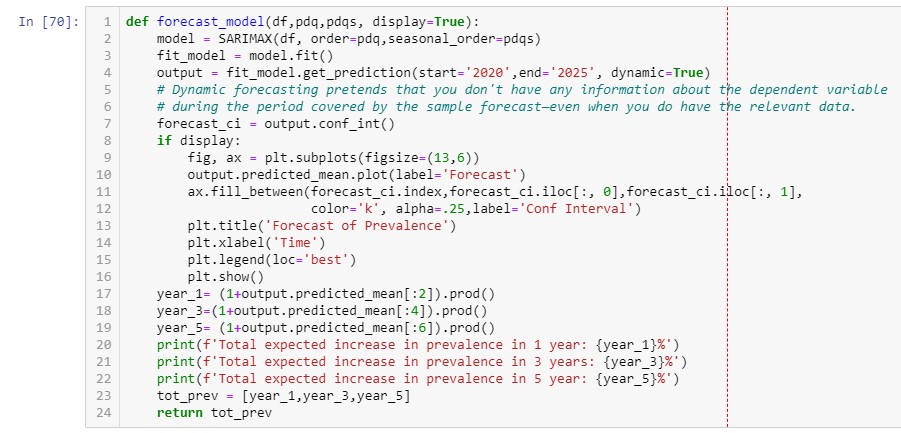 In [70]:
1 def forecast_model(df,pdq,pdqs, display=True):
2     model = SARIMAX(df, order=pdq,seasonal_order=pdqs)
3     fit_model = model.fit()
4     output = fit_model.get_prediction(start='2020',end='2025', dynamic=True)
5     # Dynamic forecasting pretends that you don't have any information about the dependent variable
6     # during the period covered by the sample forecast—even when you do have the relevant data.
7     forecast_ci = output.conf_int()
8     if display:
9         fig, ax = plt.subplots(figsize=(13,6))
10         output.predicted_mean.plot(label='Forecast')
11         ax.fill_between(forecast_ci.index,forecast_ci.iloc[:, 0],forecast_ci.iloc[:, 1],
12                         color='k', alpha=.25,label='Conf Interval')
13         plt.title('Forecast of Prevalence')
14         plt.xlabel('Time')
15         plt.legend(loc='best')
16         plt.show()
17     year_1= (1+output.predicted_mean[:2]).prod()
18     year_3=(1+output.predicted_mean[:4]).prod()
19     year_5= (1+output.predicted_mean[:6]).prod()
20     print(f'Total expected increase in prevalence in 1 year: {year_1}%')
21     print(f'Total expected increase in prevalence in 3 years: {year_3}%')
22     print(f'Total expected increase in prevalence in 5 year: {year_5}%')
23     tot_prev = [year_1,year_3,year_5]
24     return tot_prev